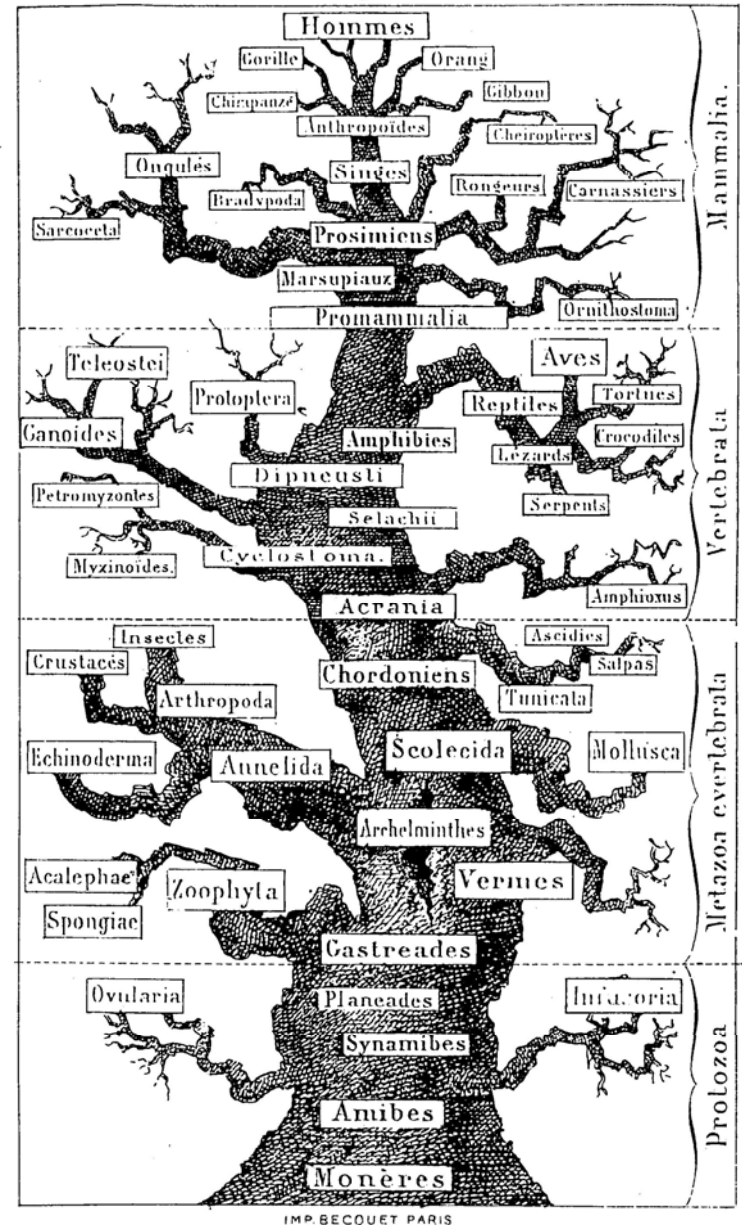 Hommes
Gorille
Orang
Chimpanzé
Gibbon
Anthropoïdes
Cheiroptères
Ongulés
Singes
Bradypoda
Rongeurs
Carnassiers
Sarcoceta
Prosimiens
Marsupiaux
Promammalia
Ornithostoma
Mammalia.
Teleostei
Protoptera
Aves
Reptiles
Tortues
Ganoides
Amphibies
Crocodiles
Lézards
Dipneusti
Petromyzontes
Serpents
Selachii
Cyclostoma.
Myxinoïdes.
Acrania
Amphioxus
Vertebrata
Insectes
Ascidies
Crustacés
Salpas
Chordoniens
Arthropoda
Tunicata
Echinoderma
Annelida
Scolecida
Mollusca
Archelminthes
Acalephae
Zoophyta
Vermes
Spongiae
Gastreades
Metazoa evertebrata
Ovularia
Planeades
Infusoria
Synamibes
Amibes
Monères
Protozoa
IMP. BECQUET PARIS